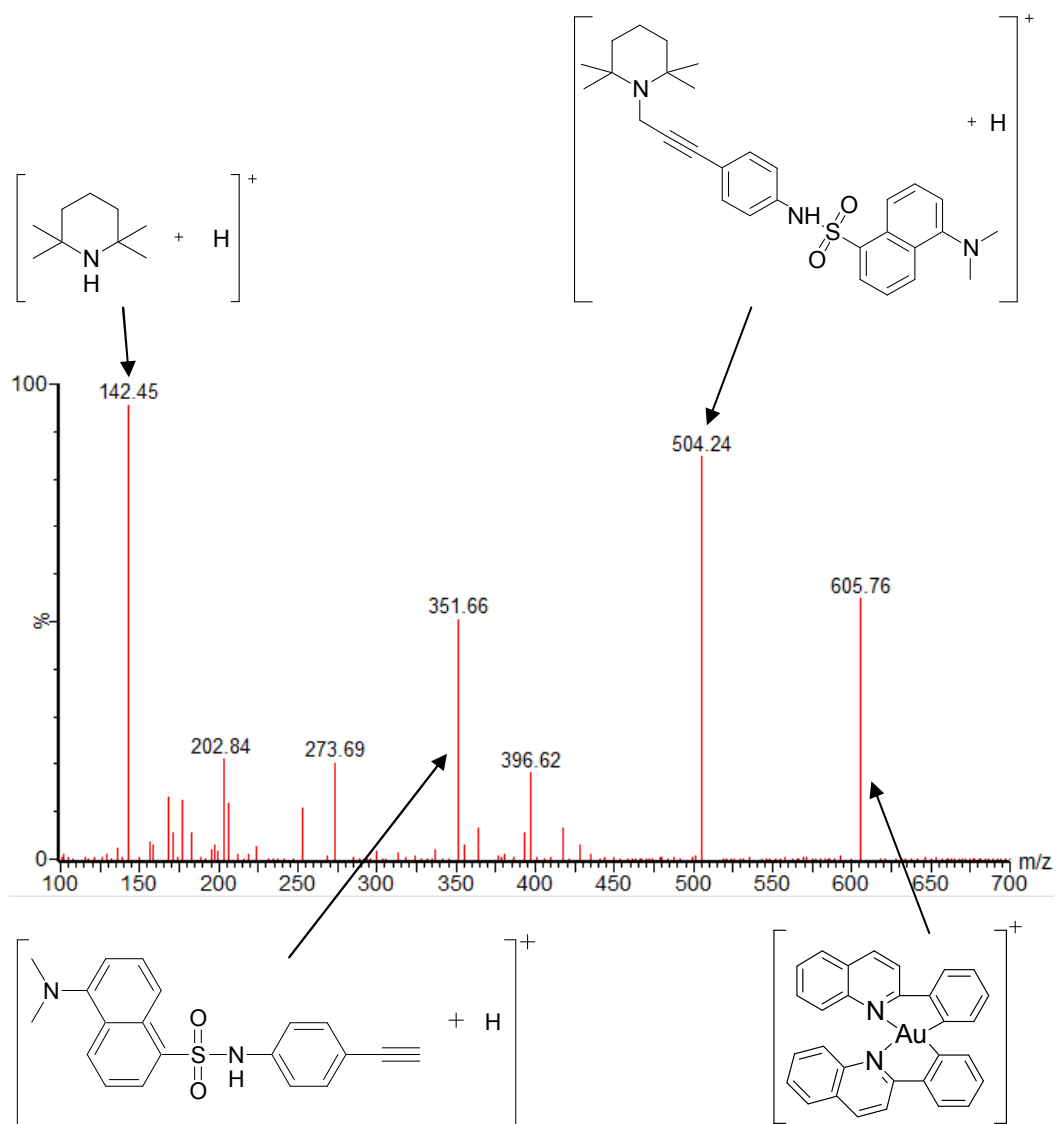 +
N
+ H
NH
O
S
O
N
+
N
H
+ H
100
142.45
504.24
605.76
%
351.66
202.84
273.69
396.62
0
100 150 200 250 300 350 400 450 500 550 600 650 700 m/z
+
N
O
S
O
N
H
+ H
+
N
Au
N